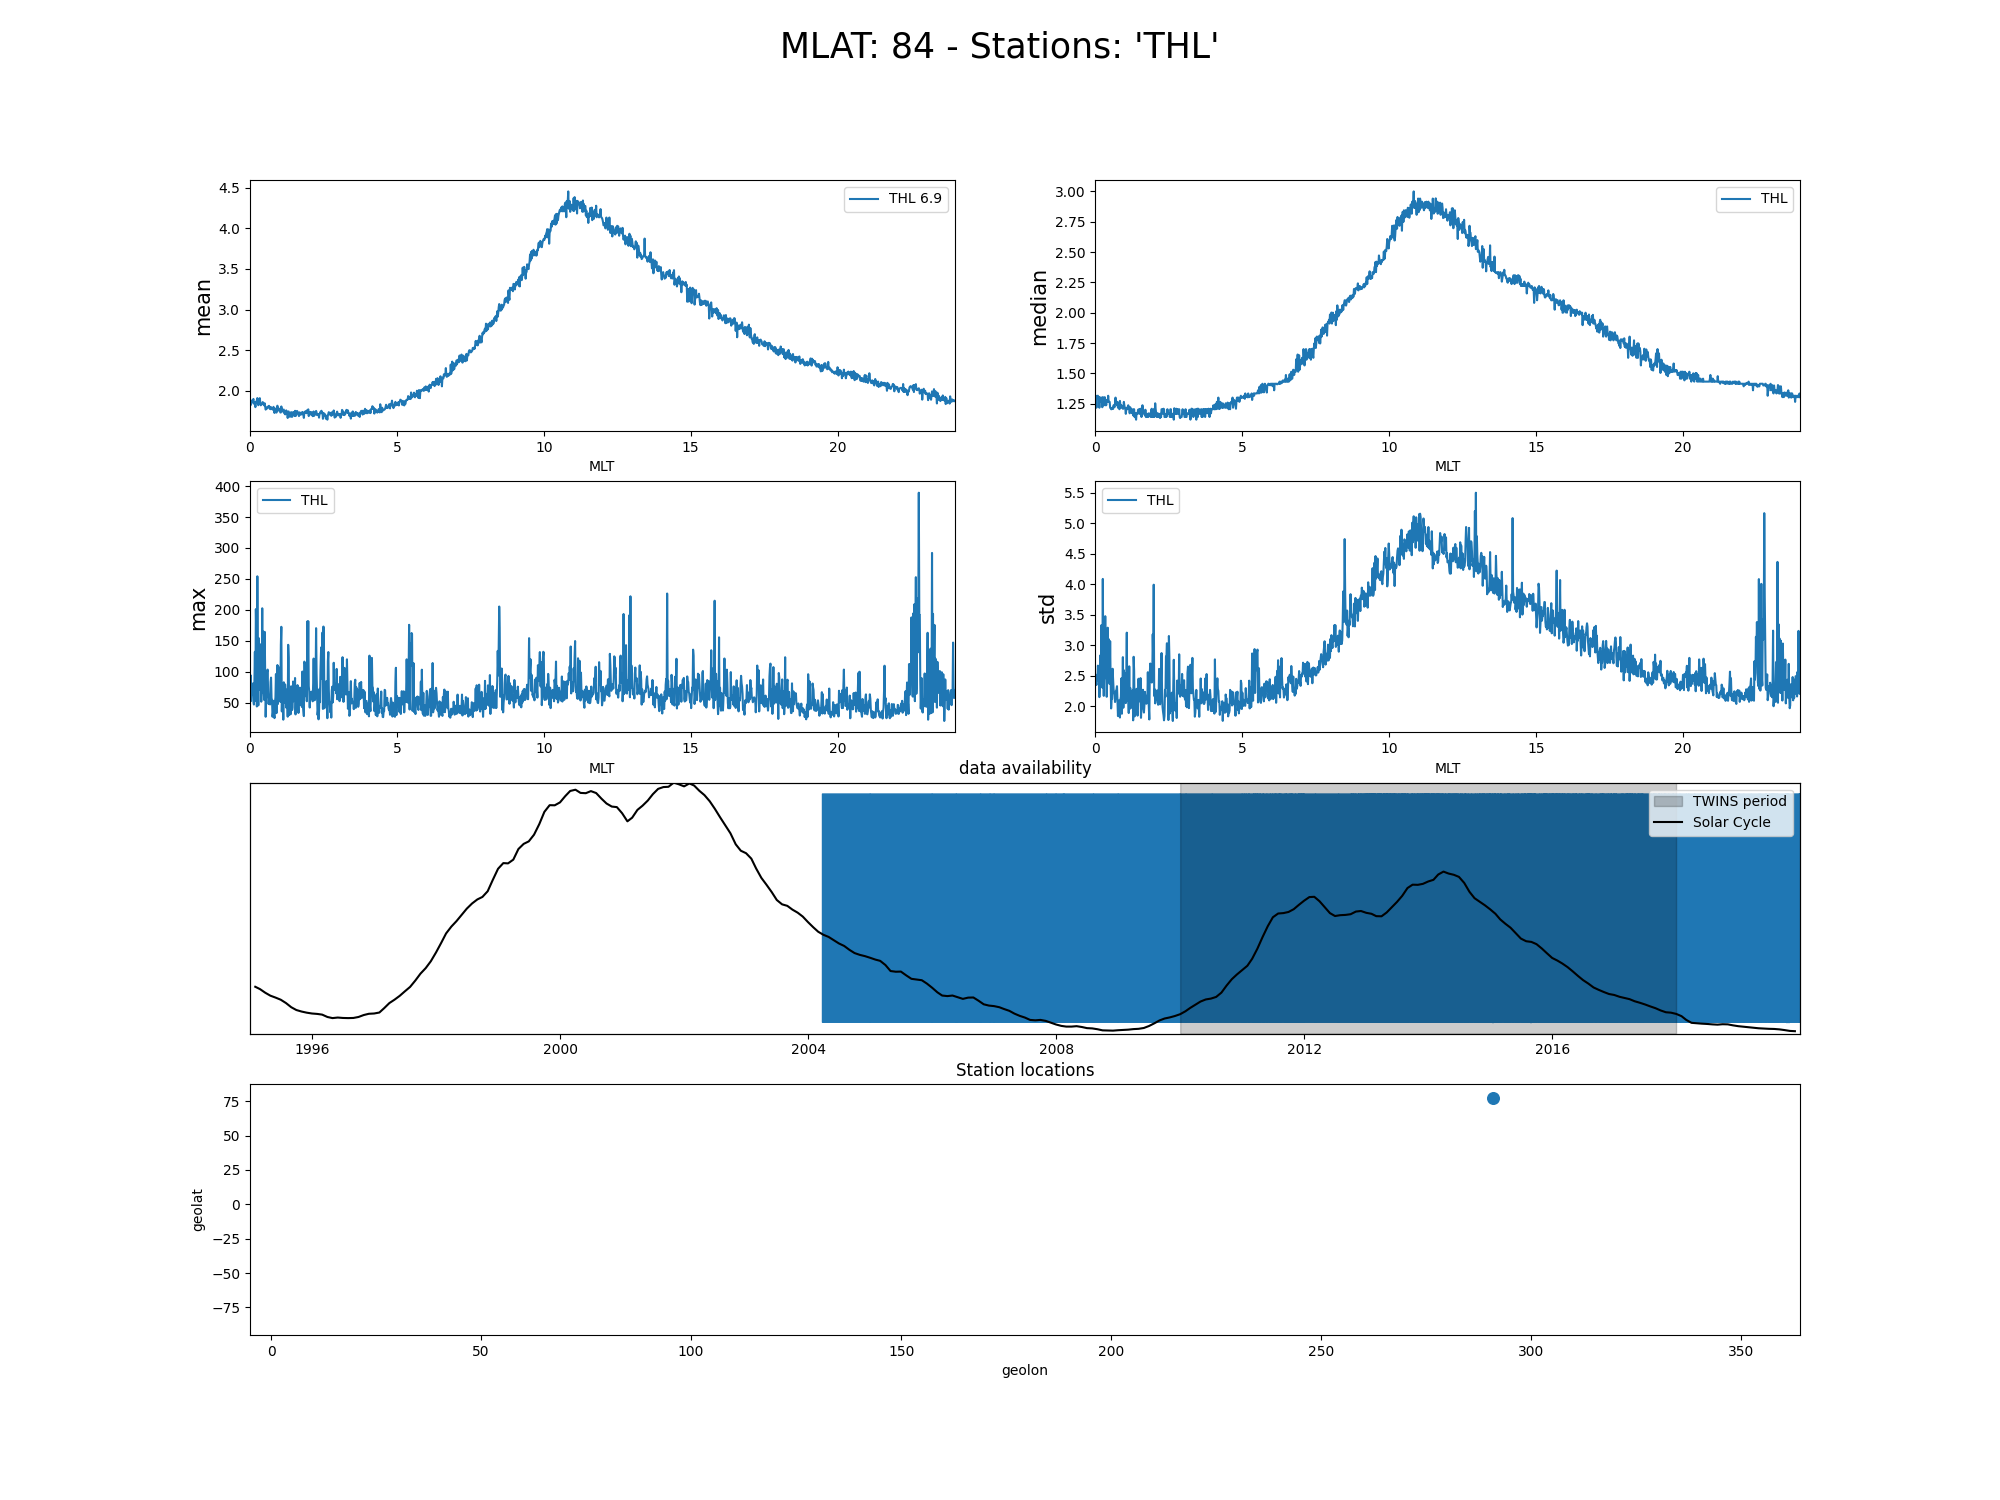 MLAT: 84 - Stations: 'THL'
4.5
4.0
3.5
3.0
2.5
2.0
mean
THL 6.9
0 5 10 15 20
MLT
3.00
2.75
2.50
2.25
2.00
1.75
1.50
1.25
median
THL
0 5 10 15 20
MLT
400
350
300
250
200
150
100
50
max
THL
0 5 10 15 20
MLT
5.5
5.0
4.5
4.0
3.5
3.0
2.5
2.0
std
THL
0 5 10 15 20
MLT
data availability
TWINS period
Solar Cycle
1996 2000 2004 2008 2012 2016
Station locations
75
50
25
0
−25
−50
−75
geolat
0 50 100 150 200 250 300 350
geolon